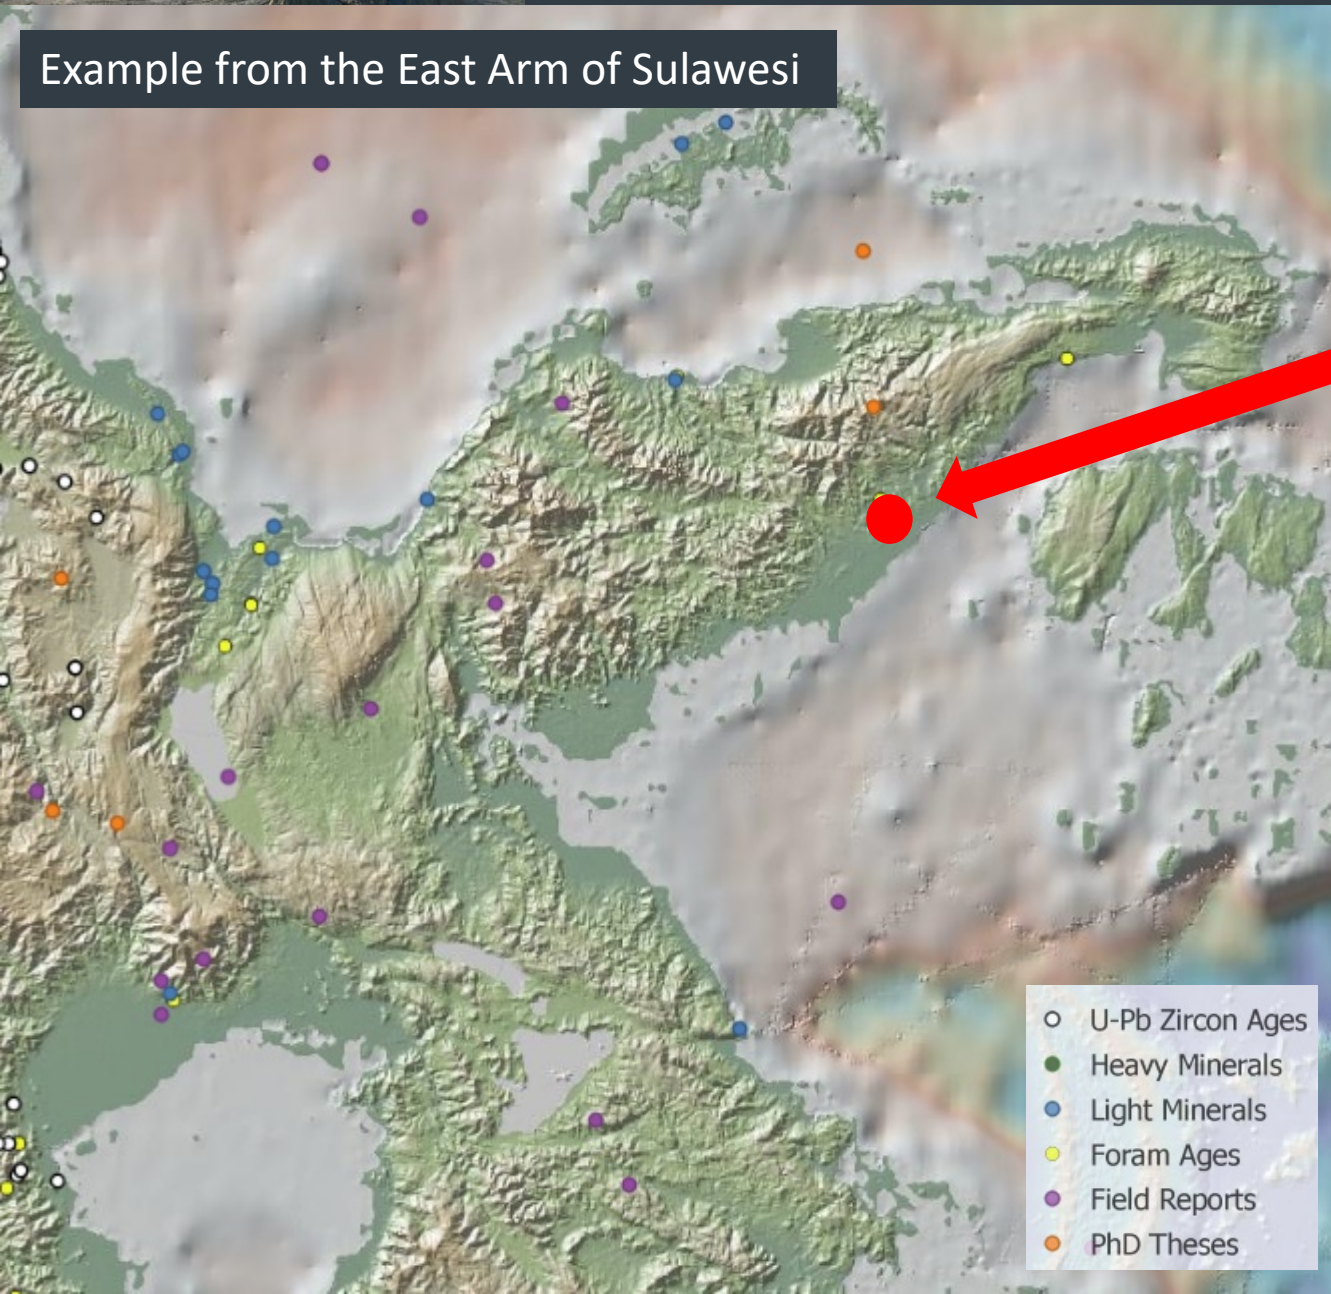 Example from the East Arm of Sulawesi
U-Pb Zircon Ages
Heavy Minerals
Light Minerals
Foram Ages
Field Reports
PhD Theses